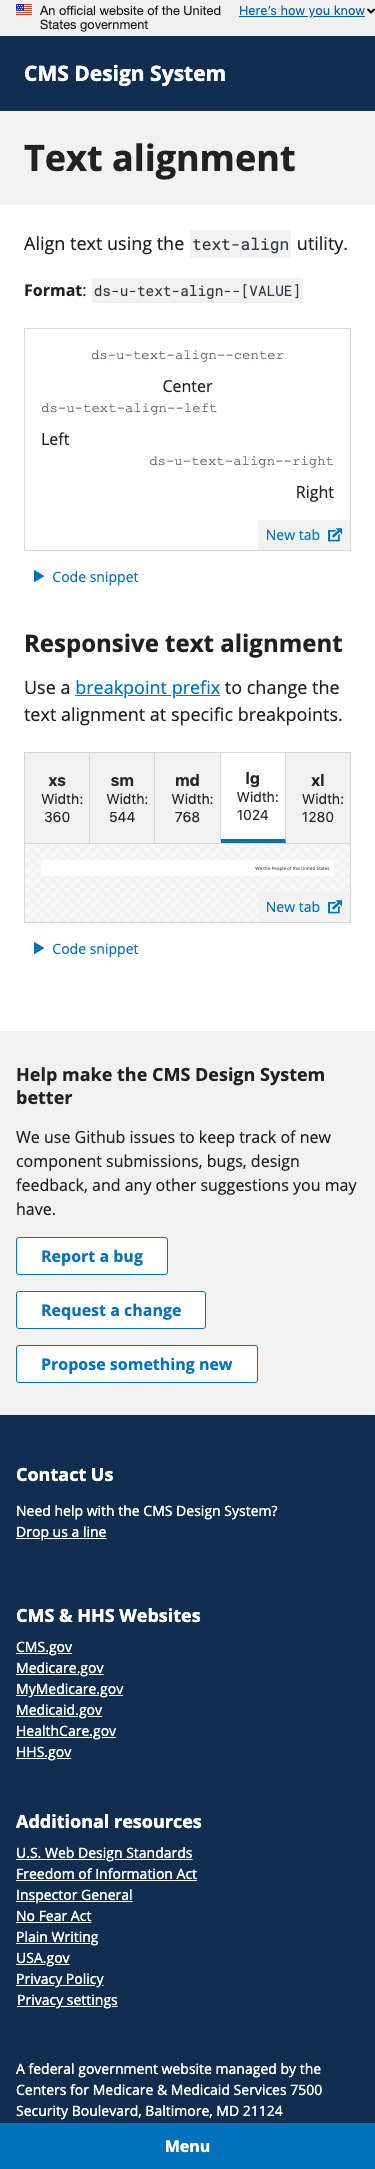 An official website of the United States government
Here's how you know
CMS Design System
Text alignment
Align text using the text-align utility.
Format: ds-u-text-align--[VALUE]
ds-u-text-align--center
Center
ds-u-text-align--left
Left
ds-u-text-align--right
Right
New tab
Code snippet
Responsive text alignment
Use a breakpoint prefix to change the
text alignment at specific breakpoints.
xs
Width:
360
sm
Width:
544
md
Width:
768
lg
Width:
1024
xl
Width:
1280
We the People of the United States
New tab
Code snippet
Help make the CMS Design System
better
We use Github issues to keep track of new
component submissions, bugs, design
feedback, and any other suggestions you may
have.
Report a bug
Request a change
Propose something new
Contact Us
Need help with the CMS Design System?
Drop us a line
CMS & HHS Websites
CMS.gov
Medicare.gov
MyMedicare.gov
Medicaid.gov
HealthCare.gov
HHS.gov
Additional resources
U.S. Web Design Standards
Freedom of Information Act
Inspector General
No Fear Act
Plain Writing
USA.gov
Privacy Policy
Privacy settings
A federal government website managed by the
Centers for Medicare & Medicaid Services 7500
Security Boulevard, Baltimore, MD 21124
Menu